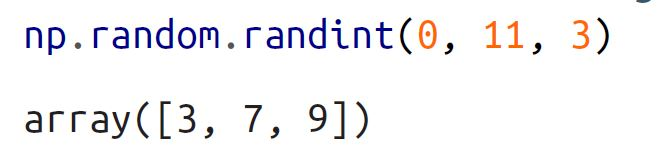 np.random.randint(0, 11, 3)
array([3, 7, 9])